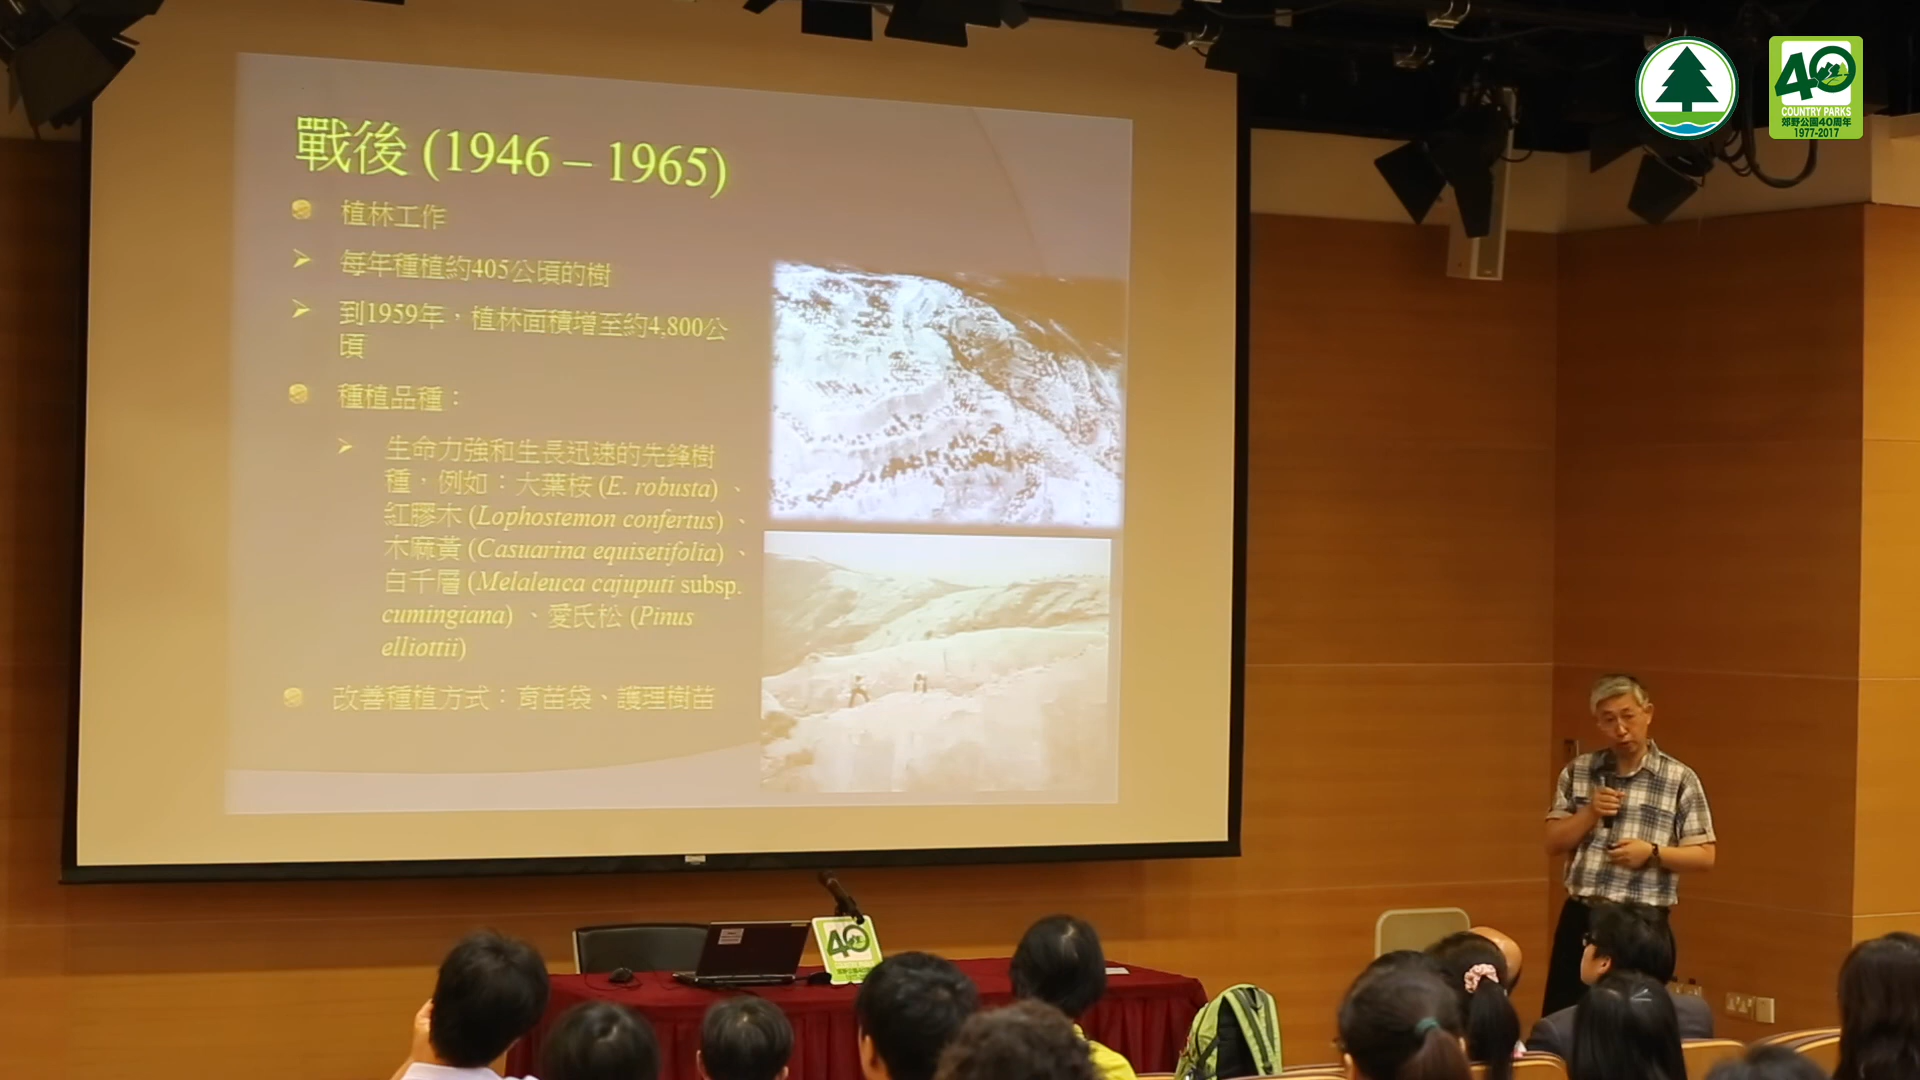 戰後 (1946 – 1965)
植林工作
每年種植約405公頃的樹
到1959年，植林面積增至約4,800公
頃
種植品種：
生命力強和生長迅速的先鋒樹
種，例如：大葉桉 (E. robusta) 、
紅膠木 (Lophostemon confertus) 、
木麻黃 (Casuarina equisetifolia) 、
白千層 (Melaleuca cajuputi subsp.
cumingiana) 、愛氏松 (Pinus
elliottii)
改善種植方式：育苗袋、護理樹苗
40
COUNTRY PARKS
郊野公園40周年
1977-2017
40